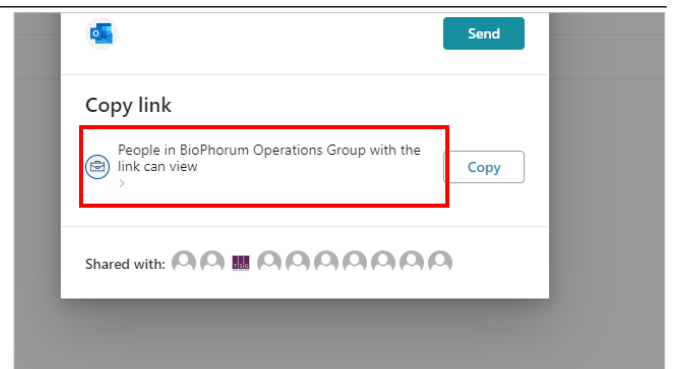 Send
Copy link
People in BioPhorum Operations Group with the
link can view
Copy
Shared with: